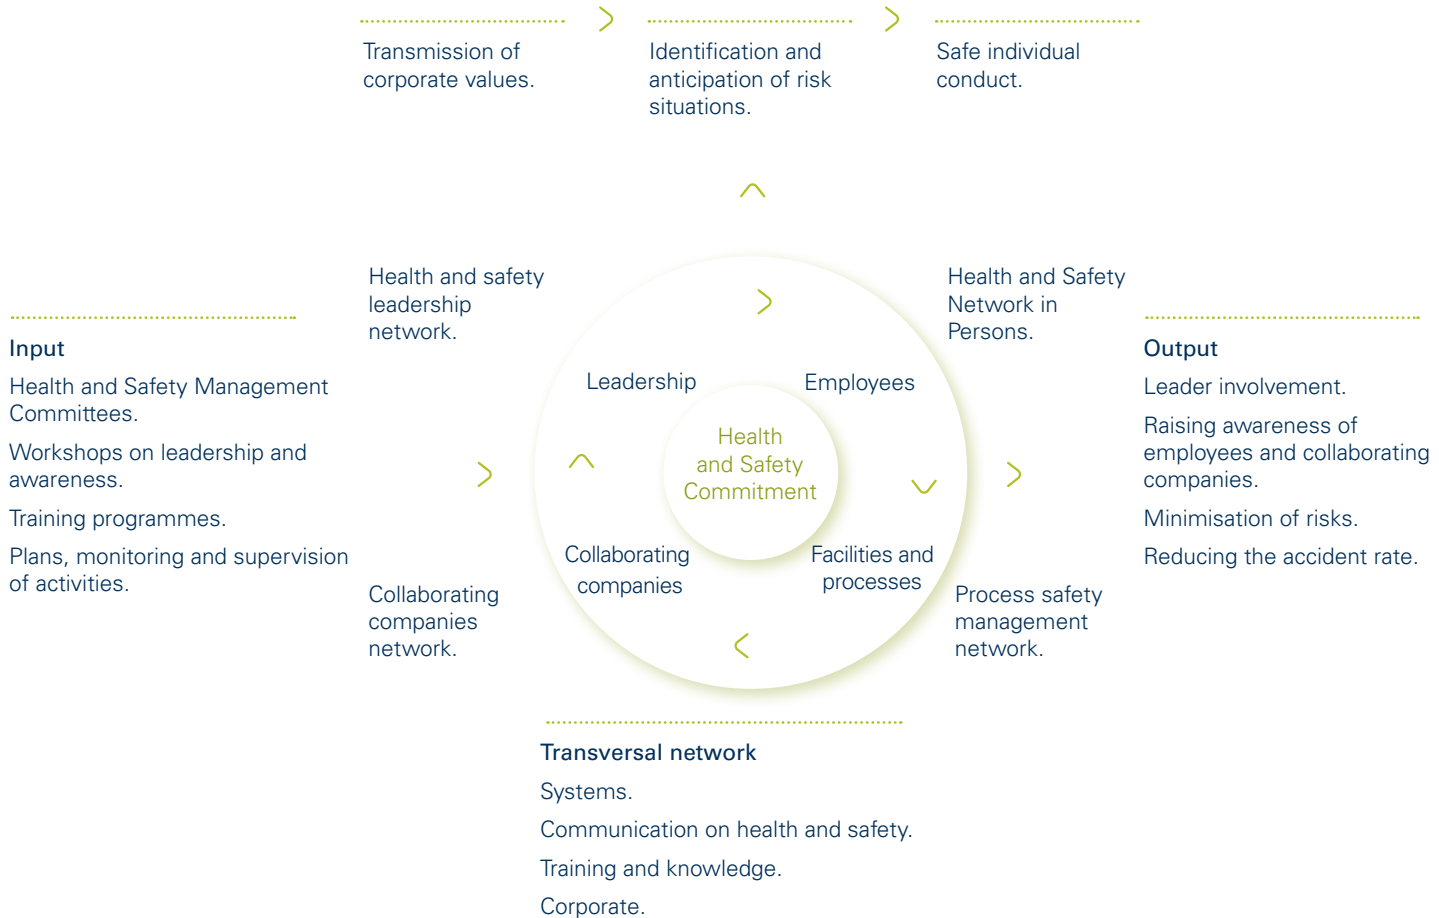 Transmission of
corporate values.
Identification and
anticipation of risk
situations.
Safe individual
conduct.
Health and safety
leadership
network.
Health and Safety
Network in
Persons.
Input
Health and Safety Management
Committees.
Workshops on leadership and
awareness.
Training programmes.
Plans, monitoring and supervision
of activities.
Leadership
Employees
Health
and Safety
Commitment
Collaborating
companies
Facilities and
processes
Output
Leader involvement.
Raising awareness of
employees and collaborating
companies.
Minimisation of risks.
Reducing the accident rate.
Collaborating
companies
network.
Process safety
management
network.
Transversal network
Systems.
Communication on health and safety.
Training and knowledge.
Corporate.